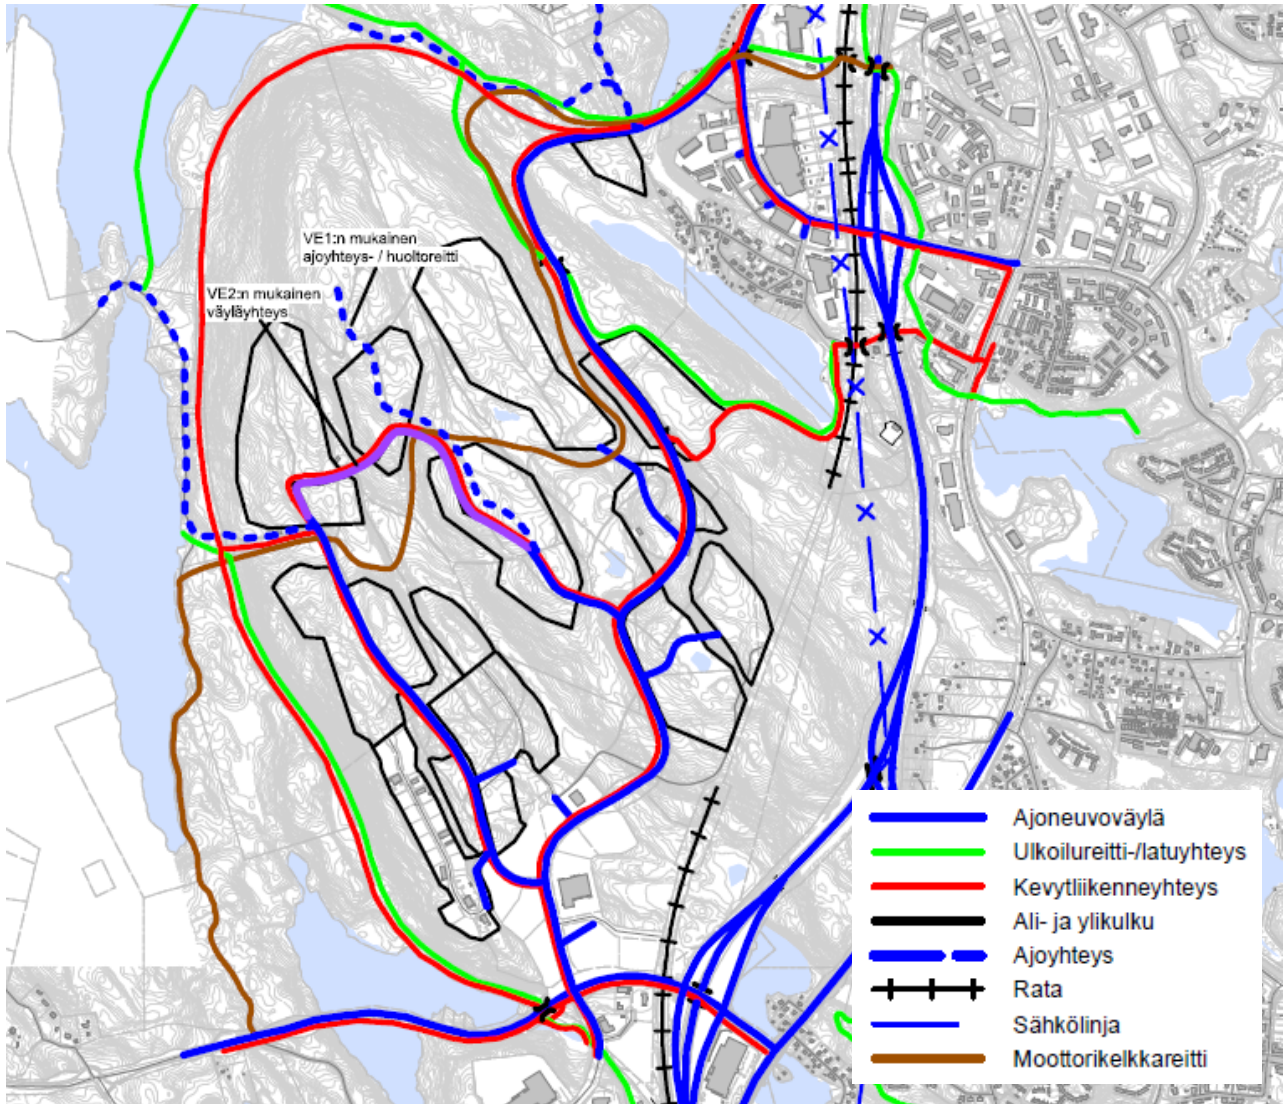 VE1:n mukainen
ajoyhteys- / huoltoreitti
VE2:n mukainen
väyläyhteys
Ajoneuvoväylä
Ulkoilureitti-/latuyhteys
Kevytliikenneyhteys
Ali- ja ylikulku
Ajoyhteys
Rata
Sähkölinja
Moottorikelkkareitti